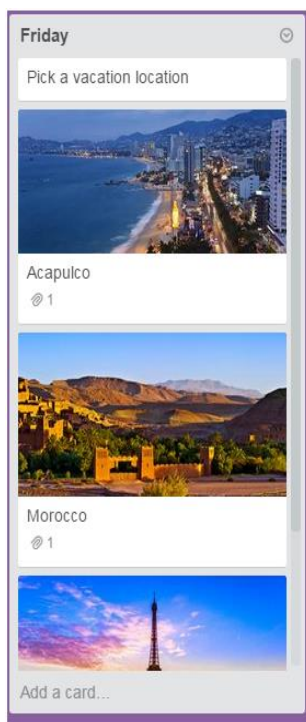 Friday
Pick a vacation location
Acapulco
1
Morocco
1
Add a card...